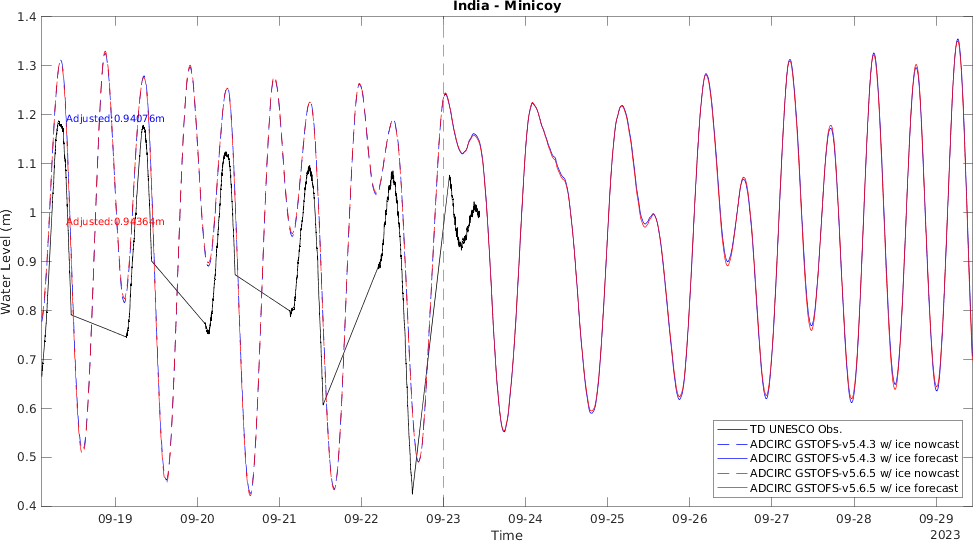 India - Minicoy
1.4
1.3
1.2
1.1
1
0.9
0.8
0.7
0.6
0.5
0.4
Water Level (m)
Adjusted:0.94076m
Adjusted:0.94364m
TD UNESCO Obs.
ADCIRC GSTOFS-v5.4.3 w/ ice nowcast
ADCIRC GSTOFS-v5.4.3 w/ ice forecast
ADCIRC GSTOFS-v5.6.5 w/ ice nowcast
ADCIRC GSTOFS-v5.6.5 w/ ice forecast
09-19 09-20 09-21 09-22 09-23 09-24 09-25 09-26 09-27 09-28 09-29
2023
Time